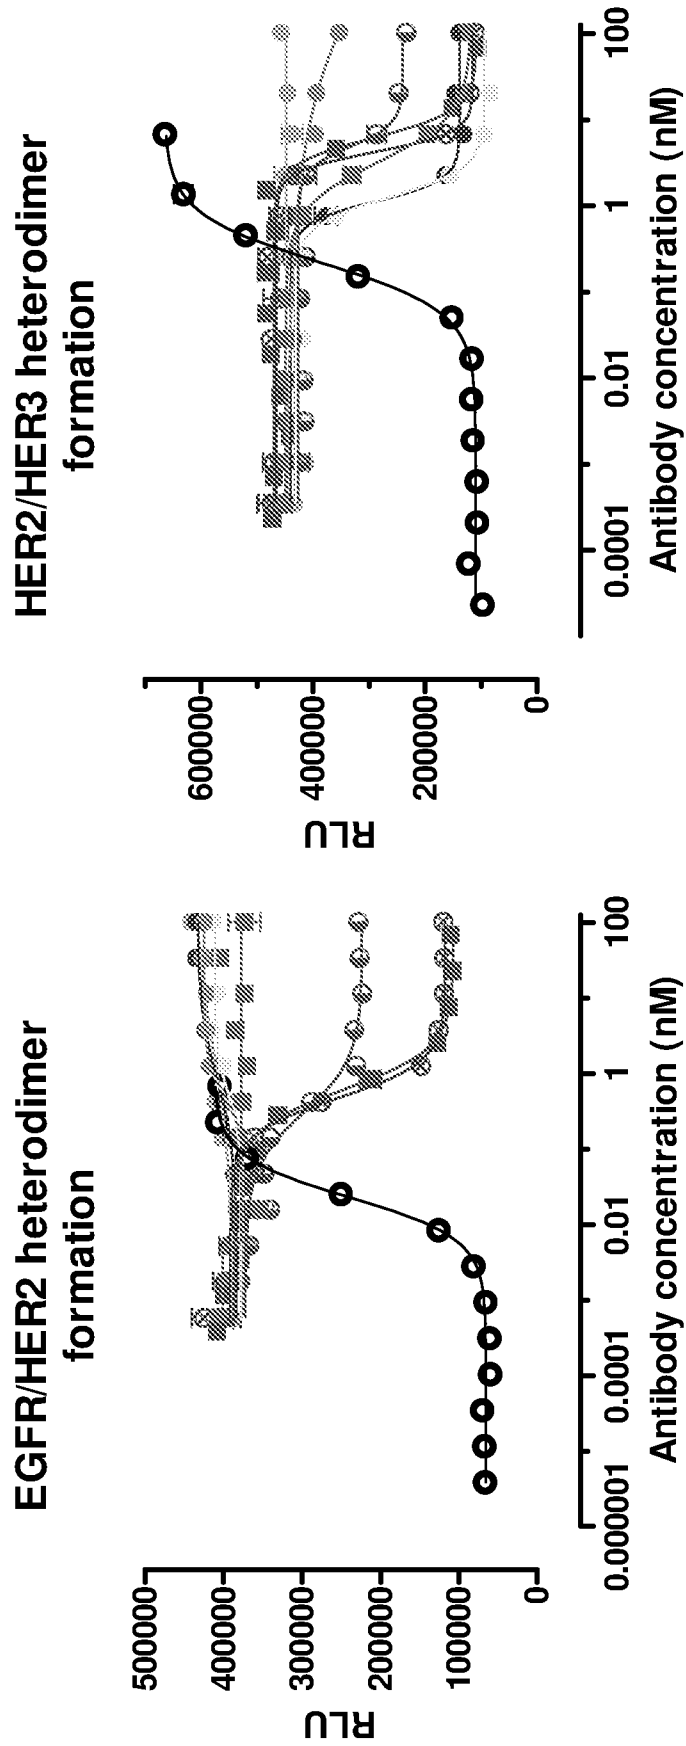 EGFR/HER2 heterodimer
formation
500000
400000
300000
200000
100000
0
RLU
0.000001
0.0001
0.01
1
100
Antibody concentration (nM)
HER2/HER3 heterodimer
formation
600000
400000
200000
0
RLU
0.0001
0.01
1
100
Antibody concentration (nM)